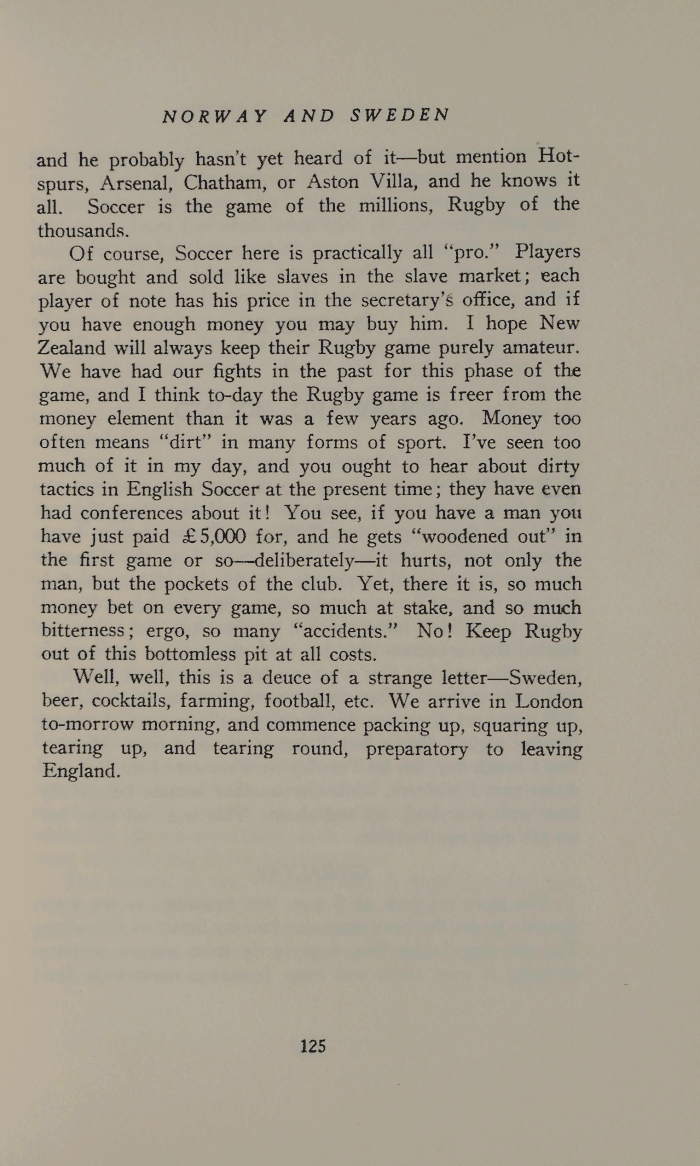 NORWAY AND SWEDEN
and he probably hasn't yet heard of it—but mention Hot-
spurs, Arsenal, Chatham, or Aston Villa, and he knows it
all. Soccer is the game of the millions, Rugby of the
thousands.
Of course, Soccer here is practically all "pro." Players
are bought and sold like slaves in the slave market; each
player of note has his price in the secretary's office, and if
you have enough money you may buy him. I hope New
Zealand will always keep their Rugby game purely amateur.
We have had our fights in the past for this phase of the
game, and I think to-day the Rugby game is freer from the
money element than it was a few years ago. Money too
often means "dirt" in many forms of sport. I've seen too
much of it in my day, and you ought to hear about dirty
tactics in English Soccer at the present time; they have even
had conferences about it! You see, if you have a man you
have just paid £5,000 for, and he gets "woodened out" in
the first game or so—deliberately—it hurts, not only the
man, but the pockets of the club. Yet, there it is, so much
money bet on every game, so much at stake, and so much
bitterness; ergo, so many "accidents." No! Keep Rugby
out of this bottomless pit at all costs.
Well, well, this is a deuce of a strange letter—Sweden,
beer, cocktails, farming, football, etc. We arrive in London
to-morrow morning, and commence packing up, squaring up,
tearing up, and tearing round, preparatory to leaving
England.
125